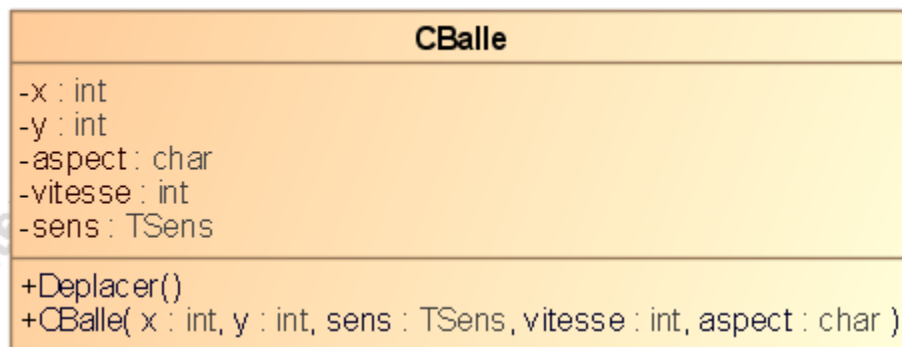 CBalle
-x : int
-y : int
-aspect : char
-vitesse : int
-sens : TSens
+Deplacer()
+CBalle( x : int, y : int, sens : TSens, vitesse : int, aspect : char )